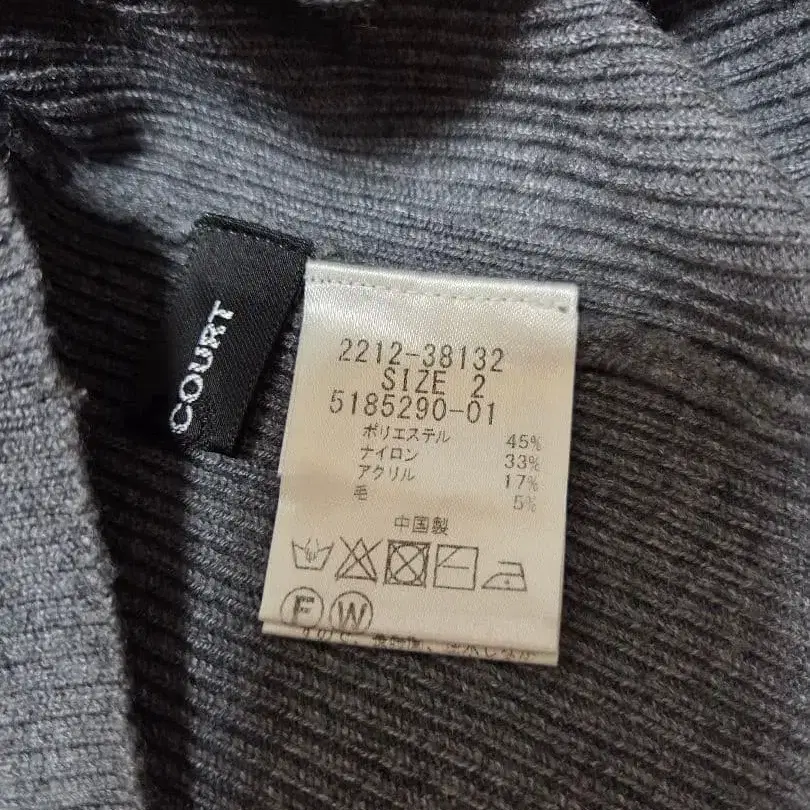 COURT
2212-38132
SIZE 2
5185290-01
ポリエステル 45%
ナイロン 33%
アクリル 17%
毛 5%
中国製
F W